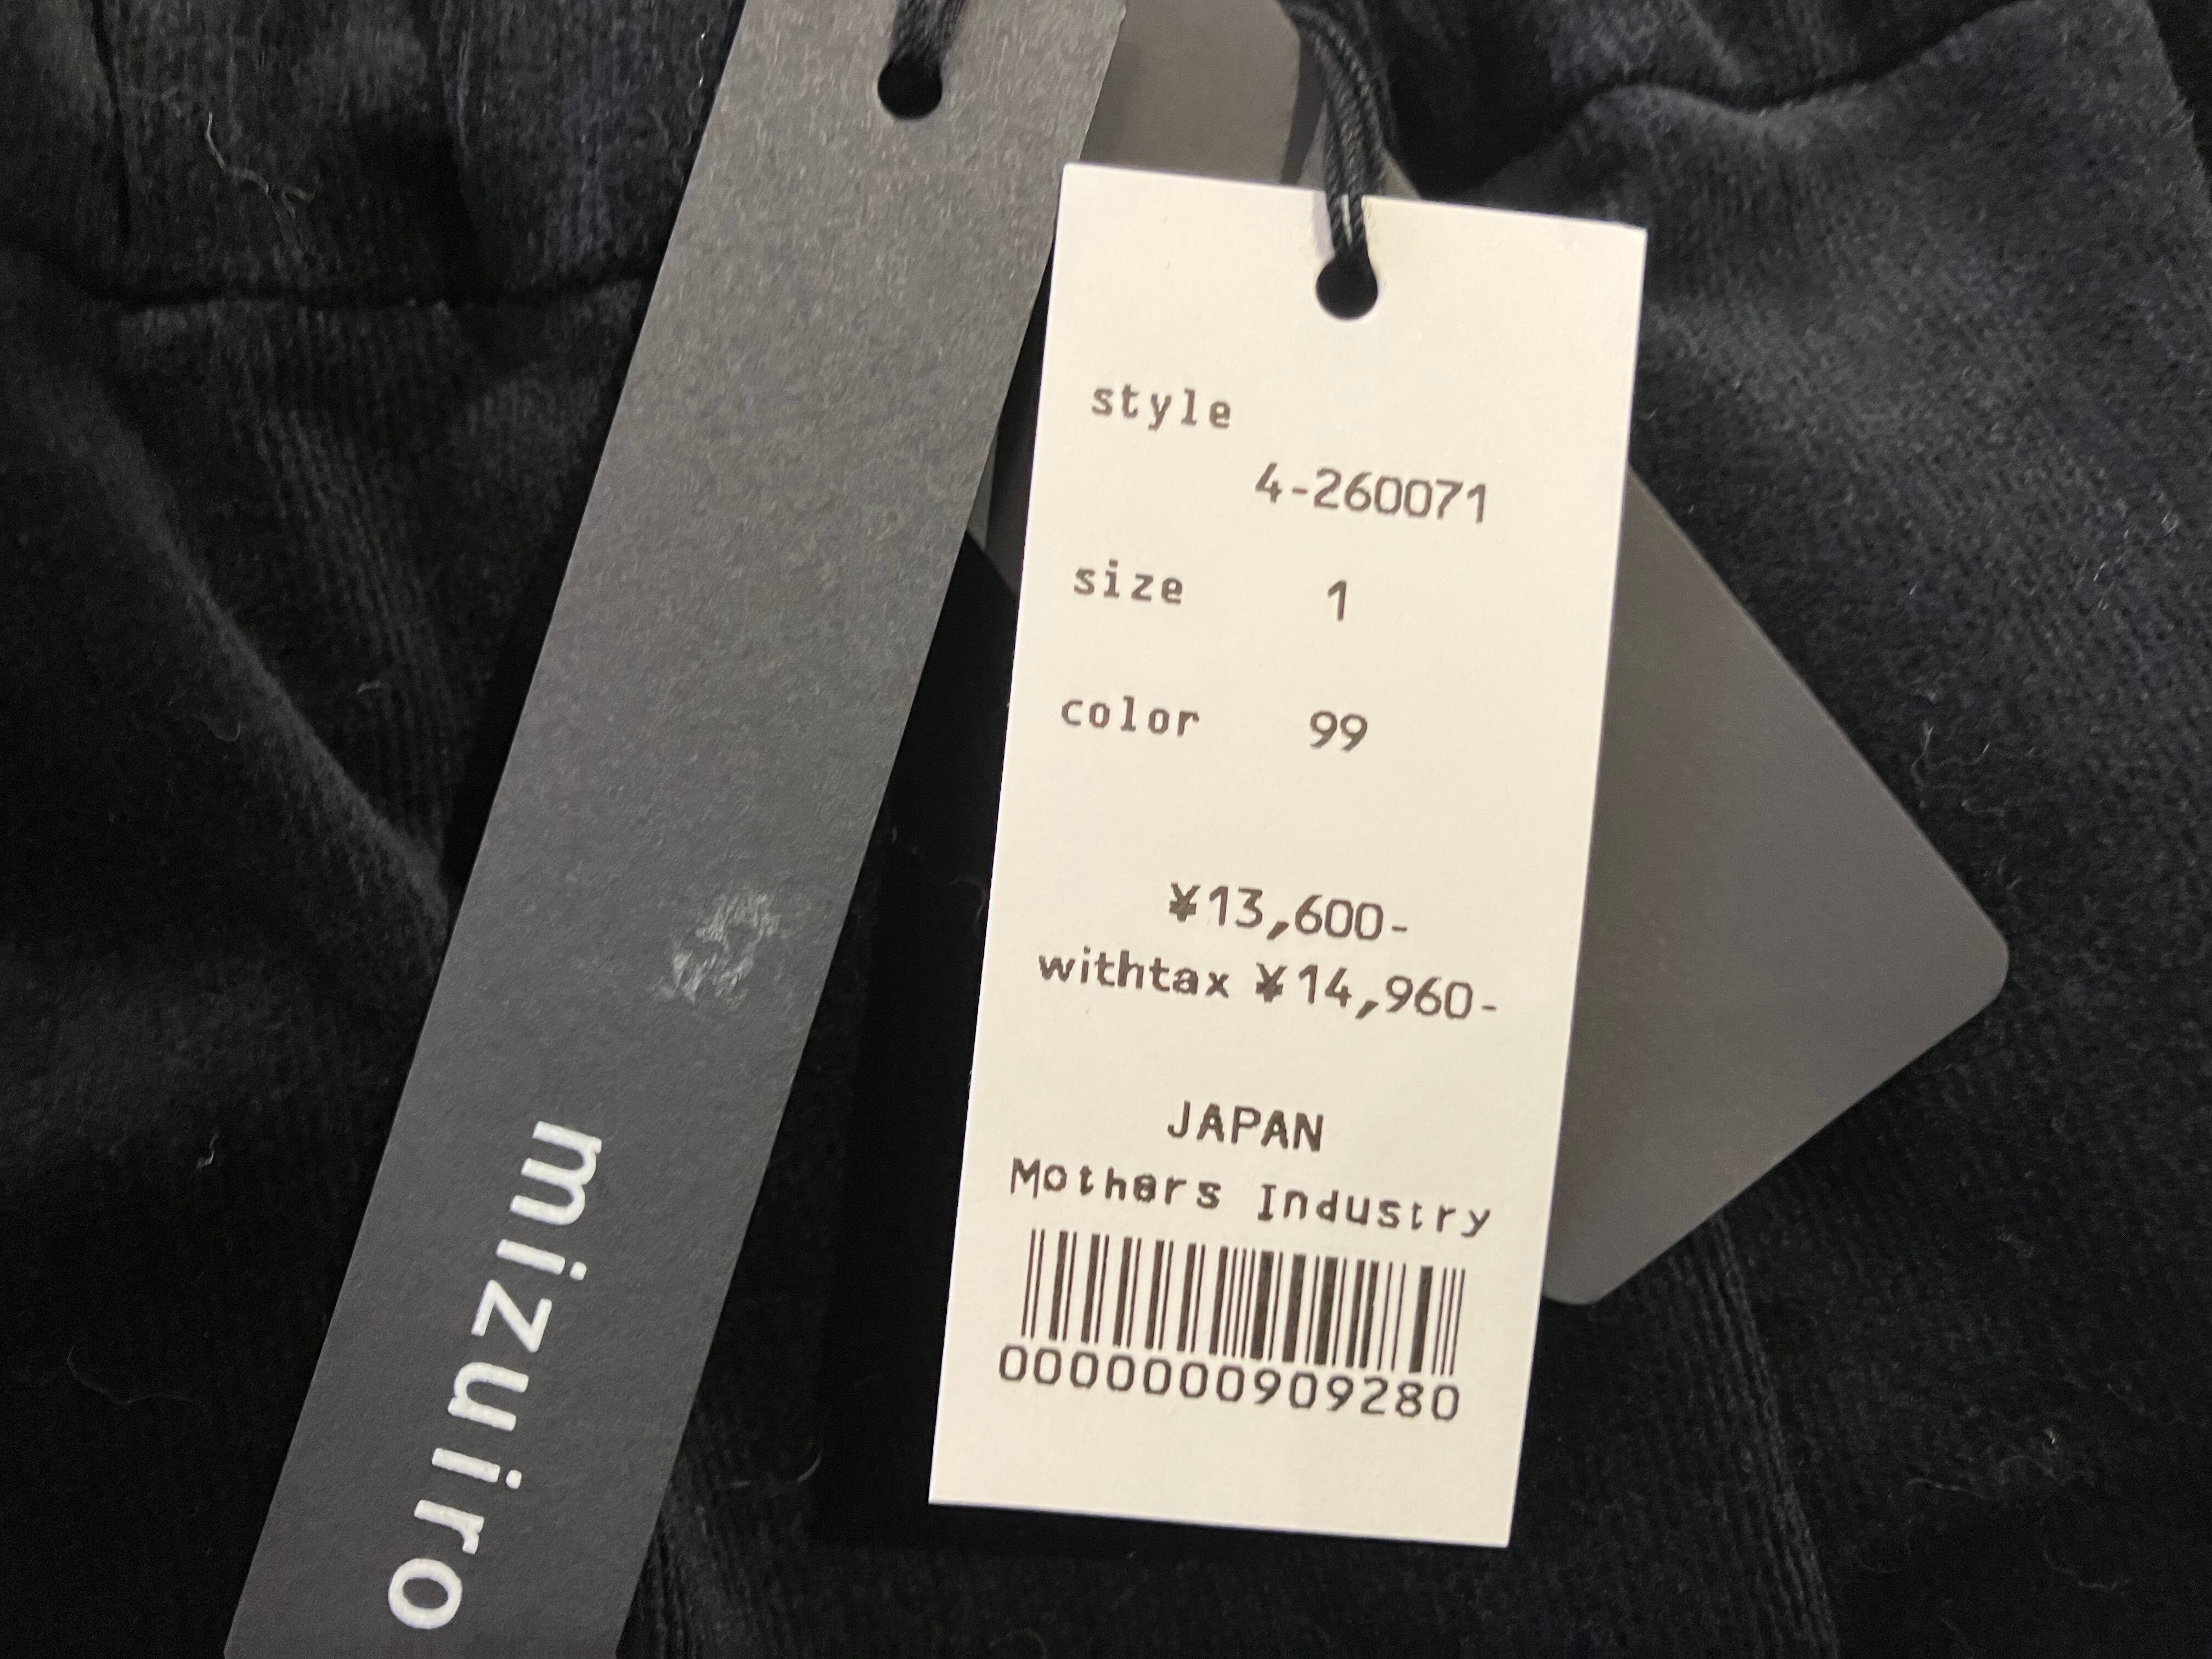 mizuiro
style
4-260071
size 1
color 99
¥13,600-
withtax ¥14,960-
JAPAN
Mothers Industry
0000000909280